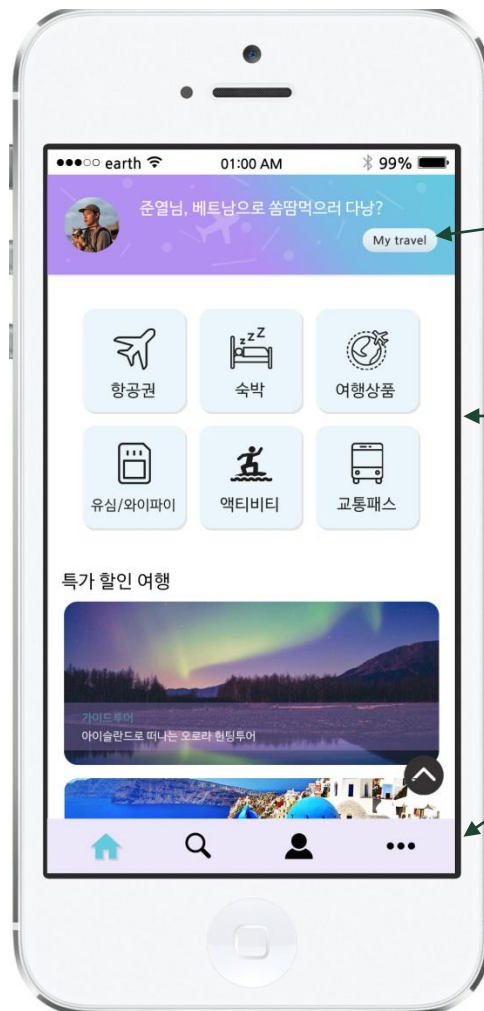 earth
01:00 AM
99%
준열님, 베트남으로 쏨땀먹으러 다낭?
My travel
항공권
숙박
여행상품
유심/와이파이
액티비티
교통패스
특가 할인 여행
가이드투어
아이슬란드로 떠나는 오로라 헌팅투어